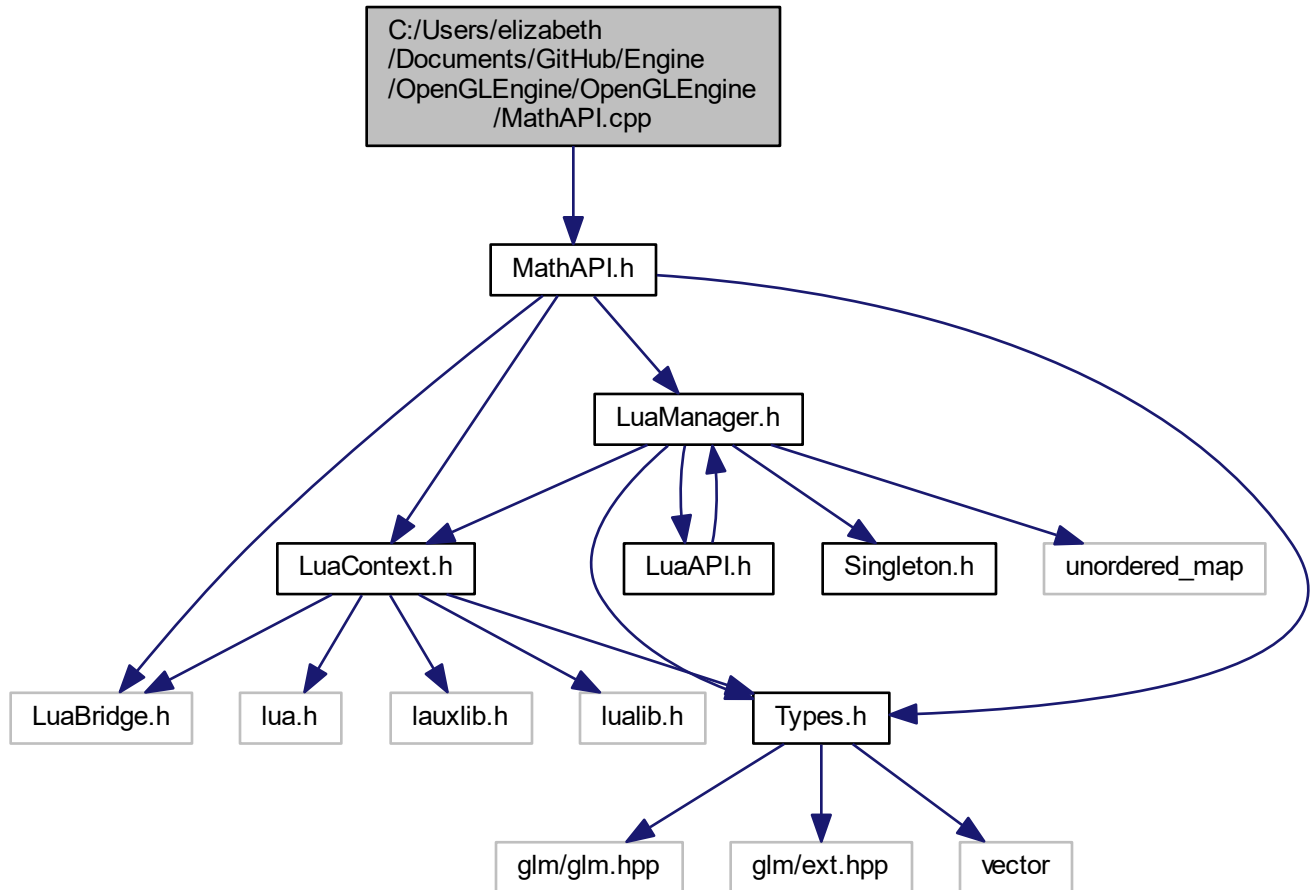 C:/Users/elizabeth
/Documents/GitHub/Engine
/OpenGLEngine/OpenGLEngine
/MathAPI.cpp
MathAPI.h
LuaManager.h
LuaContext.h
LuaAPI.h
Singleton.h
unordered_map
LuaBridge.h
lua.h
lauxlib.h
lualib.h
Types.h
glm/glm.hpp
glm/ext.hpp
vector